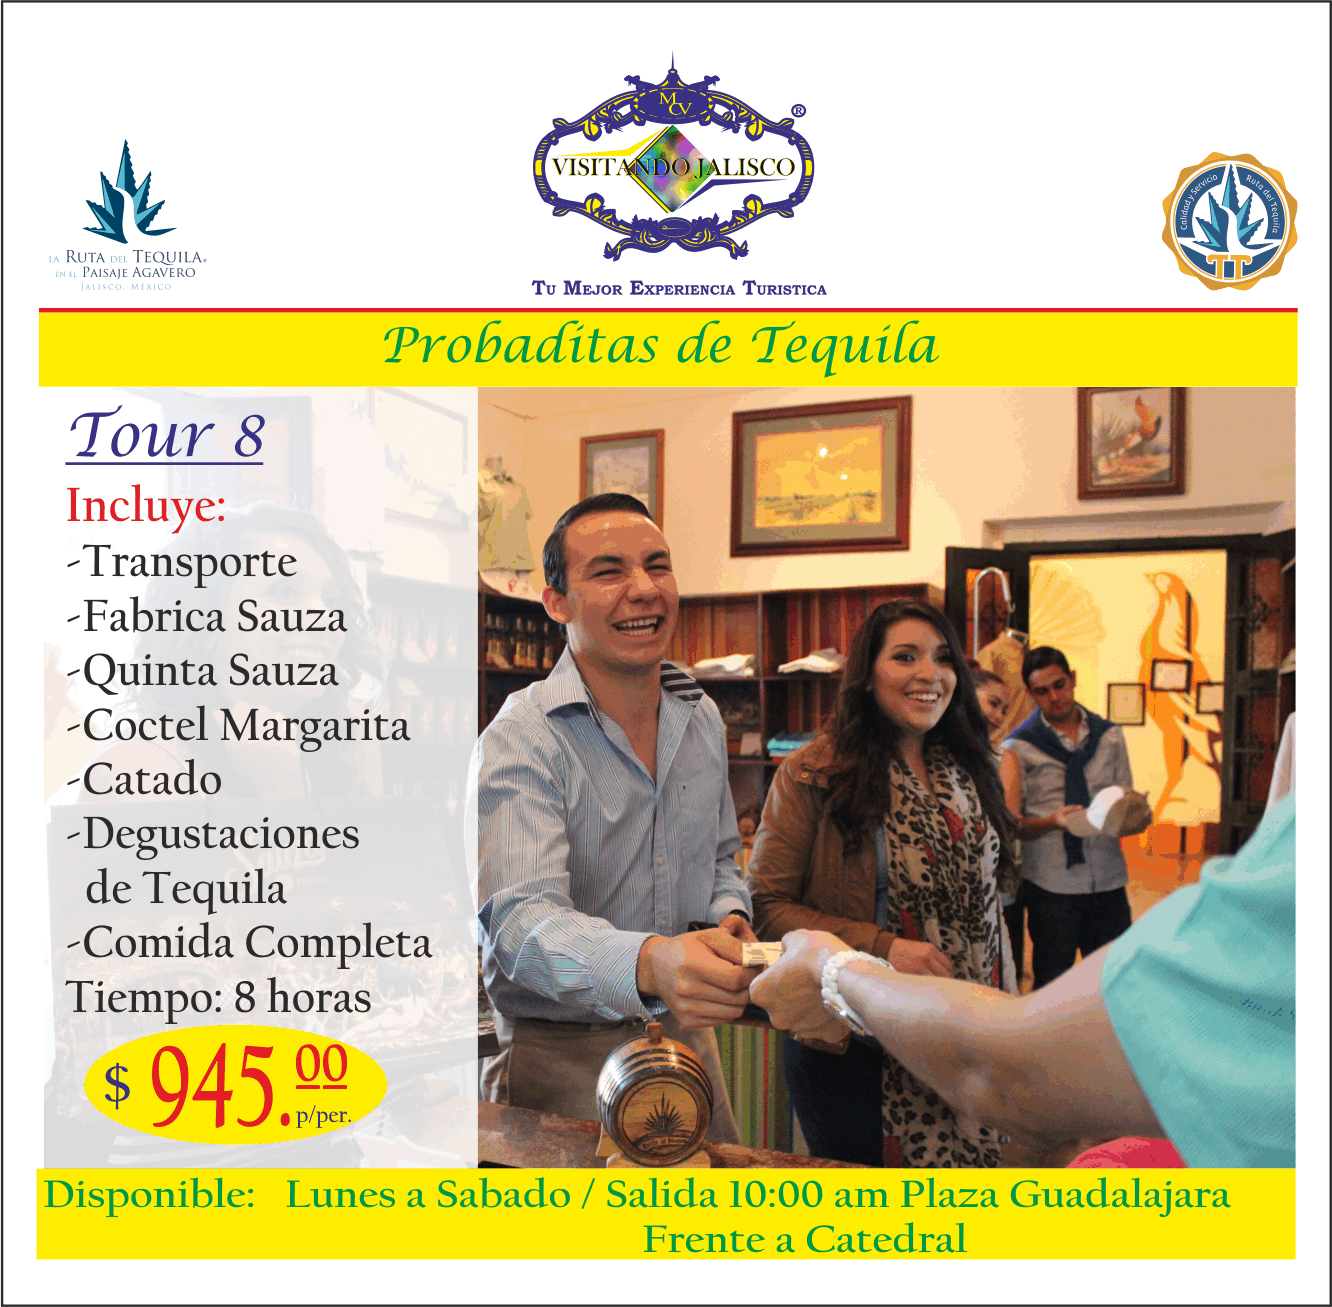 MCV
®
VISITANDO JALISCO
TU MEJOR EXPERIENCIA TURISTICA
LA RUTA DEL TEQUILA®
EN EL PAISAJE AGAVERO
JALISCO, MÉXICO
Calidad y Servicio Ruta del Tequila
TT
Probaditas de Tequila
Tour 8
Incluye:
-Transporte
-Fabrica Sauza
-Quinta Sauza
-Coctel Margarita
-Catado
-Degustaciones
de Tequila
-Comida Completa
Tiempo: 8 horas
$ 945.00
p/per.
Disponible: Lunes a Sabado / Salida 10:00 am Plaza Guadalajara
Frente a Catedral